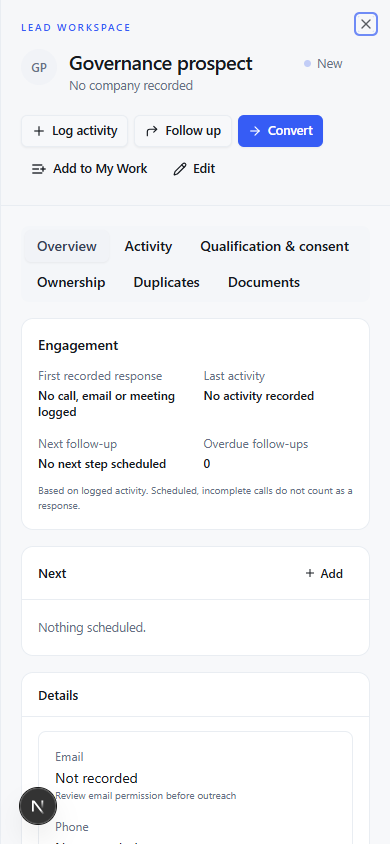 LEAD WORKSPACE
GP
Governance prospect
New
No company recorded
Log activity
Follow up
Convert
Add to My Work
Edit
Overview
Activity
Qualification & consent
Ownership
Duplicates
Documents
Engagement
First recorded response
Last activity
No call, email or meeting
logged
No activity recorded
Next follow-up
Overdue follow-ups
No next step scheduled
0
Based on logged activity. Scheduled, incomplete calls do not count as a
response.
Next
+ Add
Nothing scheduled.
Details
Email
Not recorded
Review email permission before outreach
N
Phone